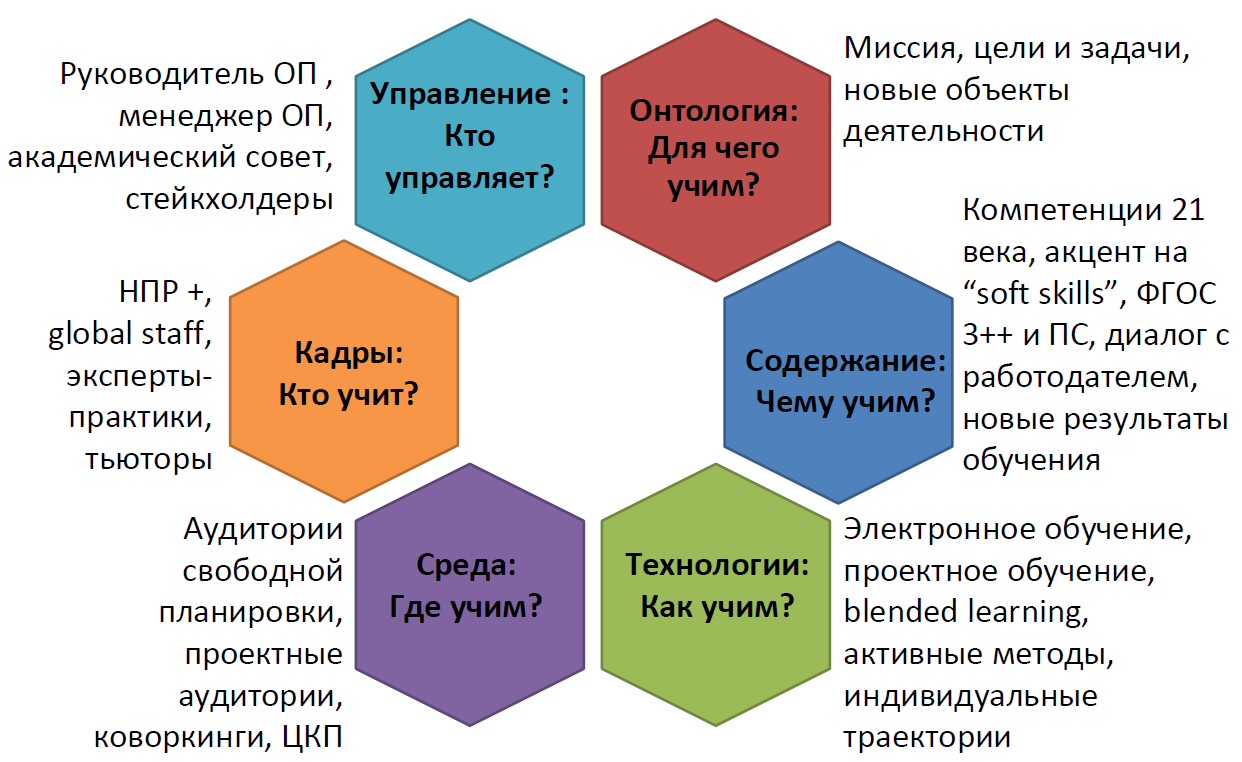 Руководитель ОП ,
менеджер ОП,
академический совет,
стейкхолдеры
Управление :
Кто
управляет?
Онтология:
Для чего
учим?
Миссия, цели и задачи,
новые объекты
деятельности
НПР +,
global staff,
эксперты-
практики,
тьюторы
Кадры:
Кто учит?
Содержание:
Чему учим?
Компетенции 21
века, акцент на
“soft skills”, ФГОС
3++ и ПС, диалог с
работодателем,
новые результаты
обучения
Аудитории
свободной
планировки,
проектные
аудитории,
коворкинги, ЦКП
Среда:
Где учим?
Технологии:
Как учим?
Электронное обучение,
проектное обучение,
blended learning,
активные методы,
индивидуальные
траектории